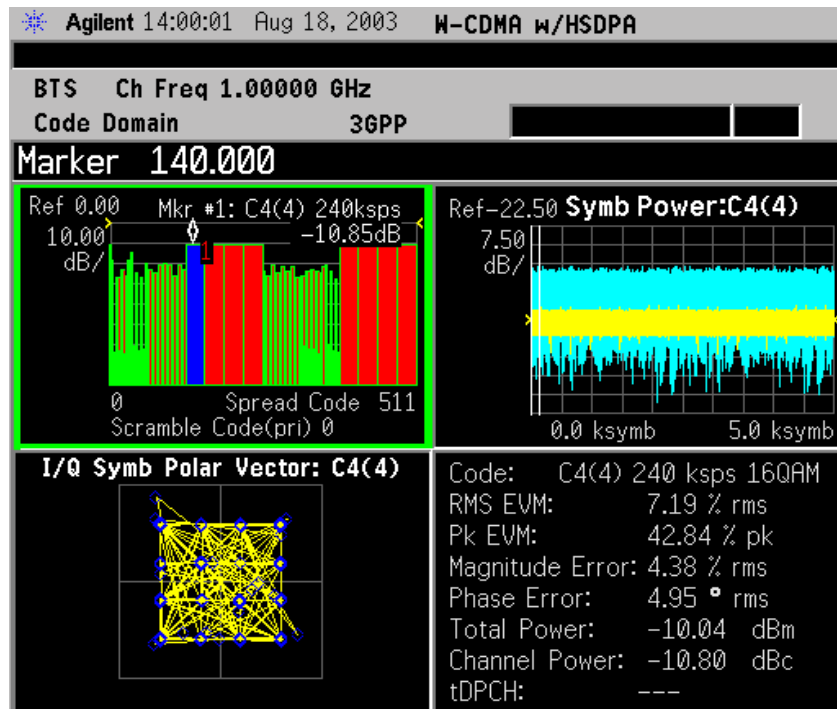 Agilent 14:00:01 Aug 18, 2003 W-CDMA w/HSDPA
BTS Ch Freq 1.00000 GHz
Code Domain 3GPP
Marker 140.000
Ref 0.00 Mkr #1: C4(4) 240ksps
10.00 -10.85dB
dB/
1
0 Spread Code 511
Scramble Code(pri) 0
Ref-22.50 Symb Power:C4(4)
7.50
dB/
0.0 ksymb 5.0 ksymb
I/Q Symb Polar Vector: C4(4)
Code: C4(4) 240 ksps 16QAM
RMS EVM: 7.19 % rms
Pk EVM: 42.84 % pk
Magnitude Error: 4.38 % rms
Phase Error: 4.95 ° rms
Total Power: -10.04 dBm
Channel Power: -10.80 dBc
tDPCH: ---